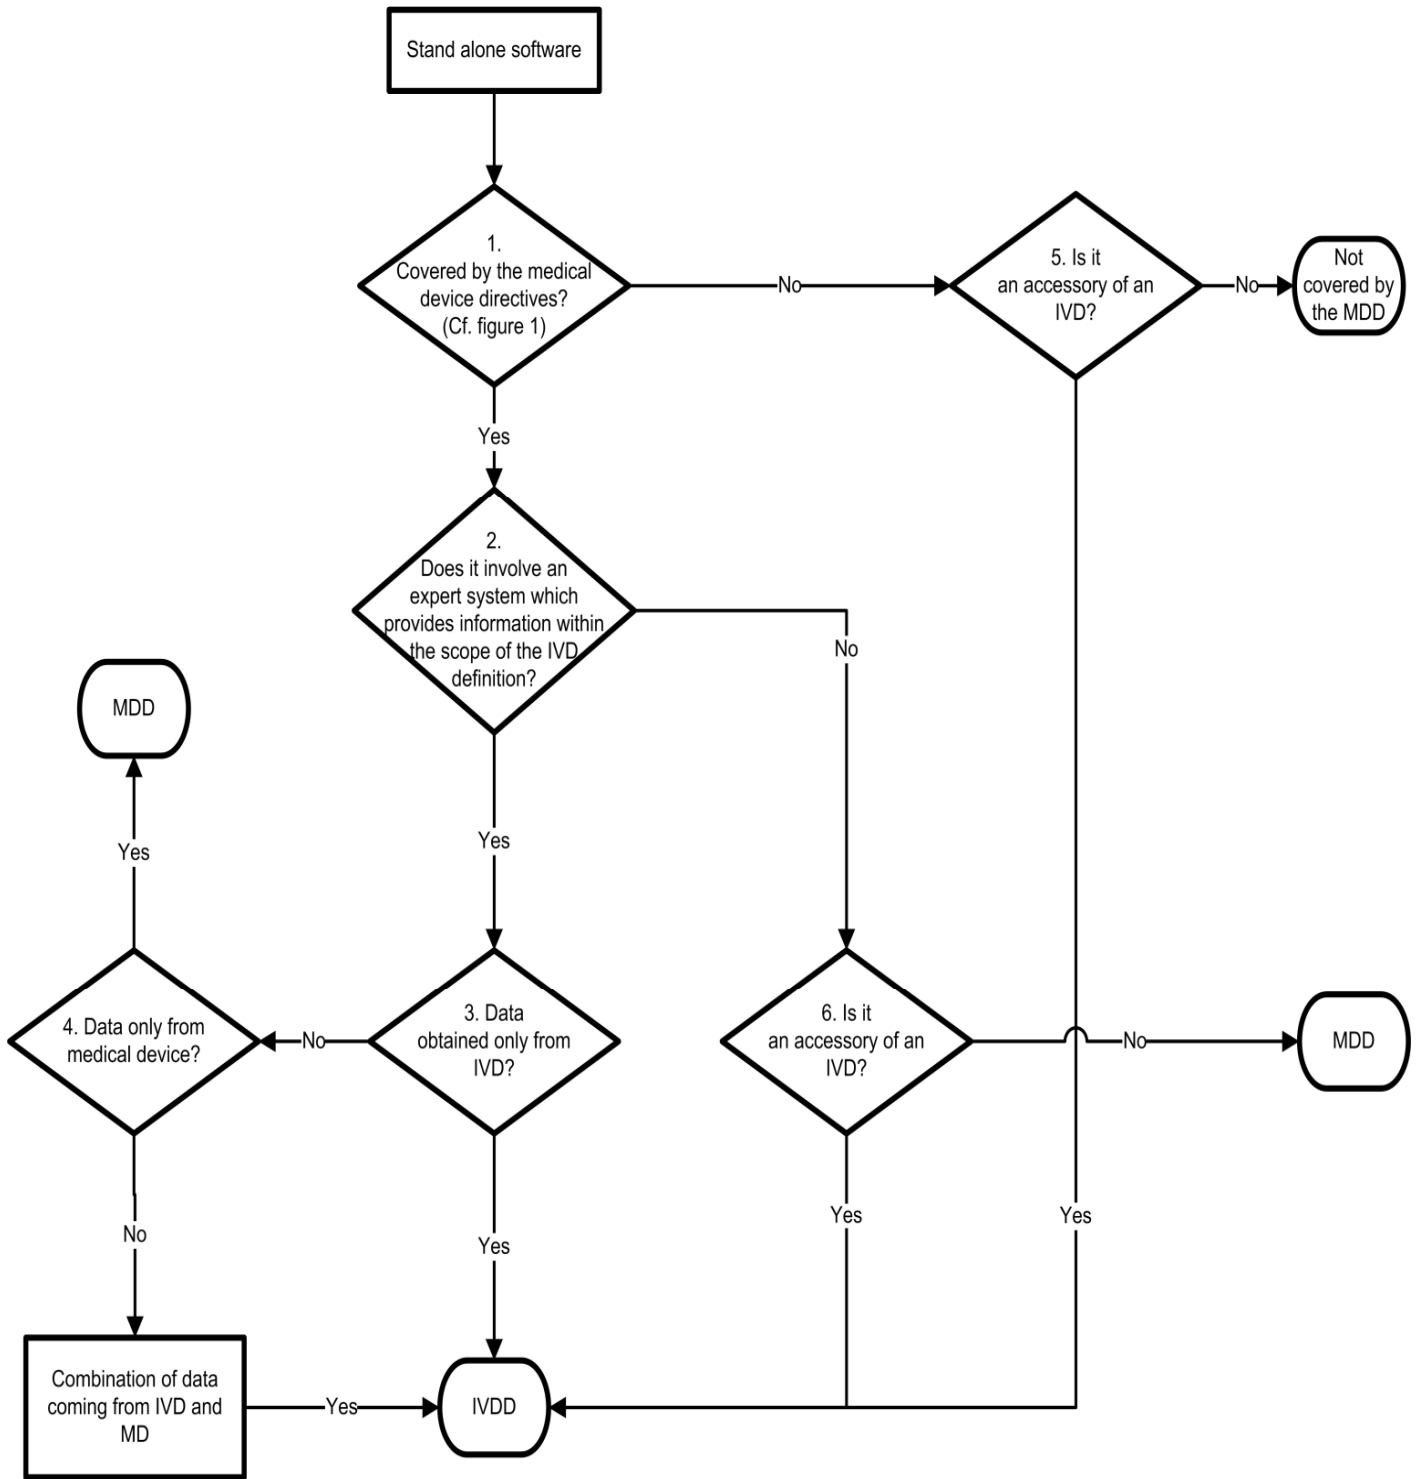 Stand alone software
1.
Covered by the medical
device directives?
(Cf. figure 1)
No
5. Is it
an accessory of an
IVD?
No
Not
covered by
the MDD
Yes
2.
Does it involve an
expert system which
provides information within
the scope of the IVD
definition?
No
MDD
Yes
Yes
4. Data only from
medical device?
No
3. Data
obtained only from
IVD?
6. Is it
an accessory of an
IVD?
No
MDD
No
Yes
Yes
Yes
Combination of data
coming from IVD and
MD
Yes
IVDD